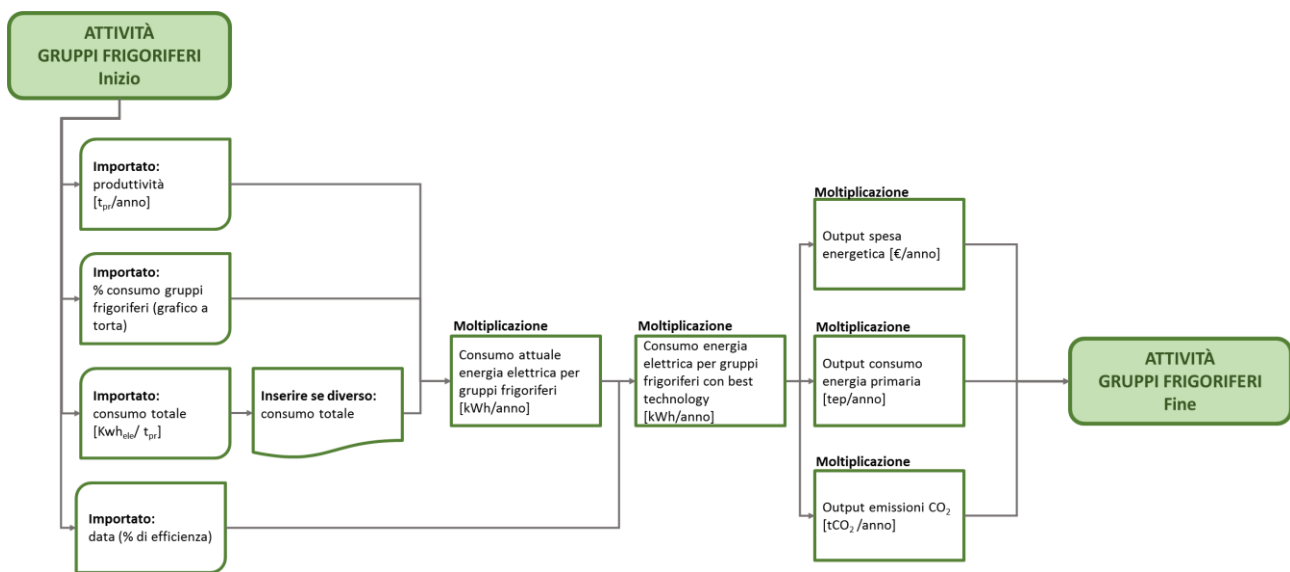 ATTIVITÀ
GRUPPI FRIGORIFERI
Inizio
Importato:
produttività
[t_pr/anno]
Importato:
% consumo gruppi
frigoriferi (grafico a
torta)
Importato:
consumo totale
[Kwh_ele/ t_pr]
Inserire se diverso:
consumo totale
Importato:
data (% di efficienza)
Moltiplicazione
Consumo attuale
energia elettrica per
gruppi frigoriferi
[kWh/anno]
Moltiplicazione
Consumo energia
elettrica per gruppi
frigoriferi con best
technology
[kWh/anno]
Moltiplicazione
Output spesa
energetica [€/anno]
Moltiplicazione
Output consumo
energia primaria
[tep/anno]
Moltiplicazione
Output emissioni CO₂
[tCO₂ /anno]
ATTIVITÀ
GRUPPI FRIGORIFERI
Fine